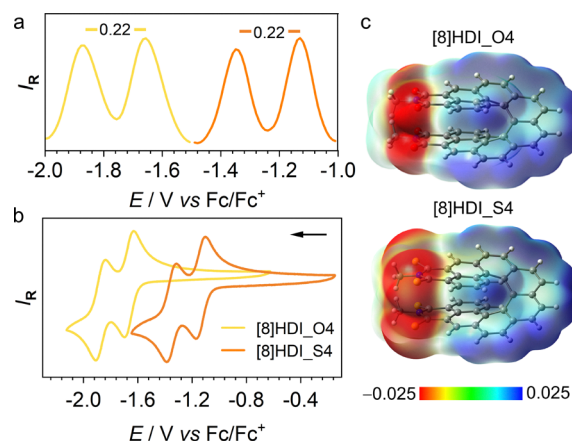 a
0.22
0.22
I_R
-2.0 -1.8 -1.6 -1.4 -1.2 -1.0
E / V vs Fc/Fc⁺
b
I_R
[8]HDI_O4
[8]HDI_S4
-2.0 -1.6 -1.2 -0.8 -0.4
E / V vs Fc/Fc⁺
c
[8]HDI_O4
[8]HDI_S4
−0.025 0.025